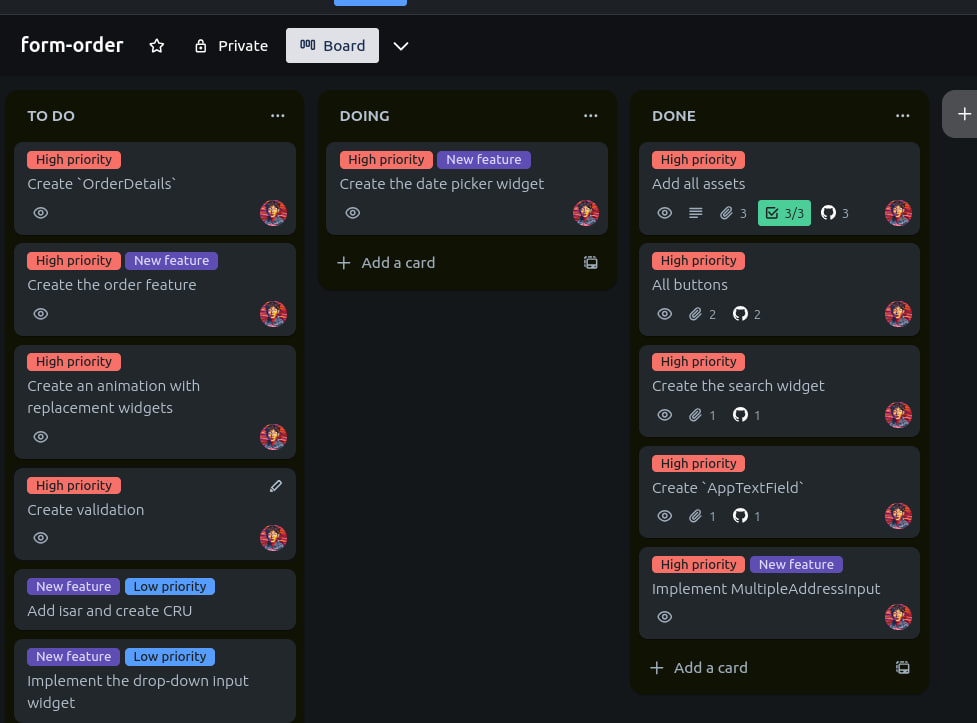 form-order Private Board
TO DO
High priority
Create `OrderDetails`
High priority New feature
Create the order feature
High priority
Create an animation with
replacement widgets
High priority
Create validation
New feature Low priority
Add isar and create CRU
New feature Low priority
Implement the drop-down input
widget
DOING
High priority New feature
Create the date picker widget
+ Add a card
DONE
High priority
Add all assets
3 3/3 3
High priority
All buttons
2 2
High priority
Create the search widget
1 1
High priority
Create `AppTextField`
1 1
High priority New feature
Implement MultipleAddressInput
+ Add a card